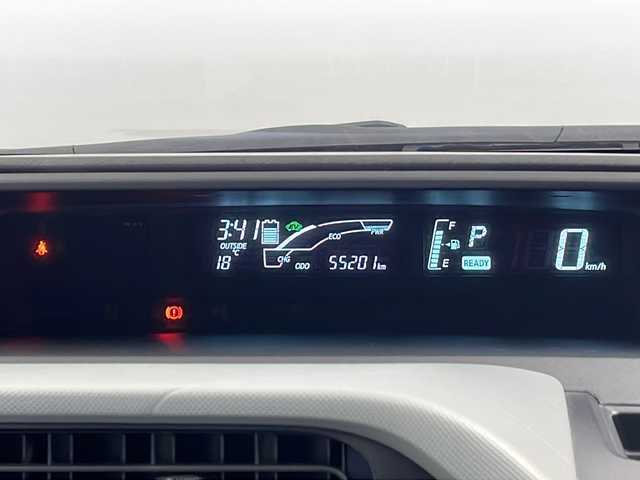 3:41
OUTSIDE
18 °C
ECO
PWR
CHG
ODO 55201 km
F
E
P
READY
0 km/h